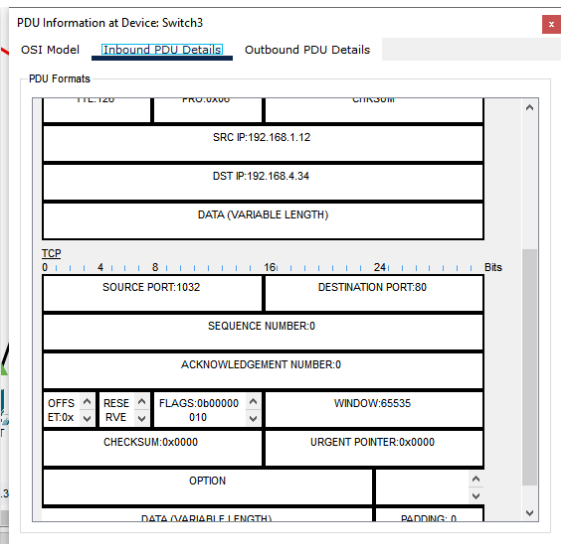 PDU Information at Device: Switch3
x
OSI Model Inbound PDU Details Outbound PDU Details
PDU Formats
TTL:128 PRO:0x06 CHKSUM
SRC IP:192.168.1.12
DST IP:192.168.4.34
DATA (VARIABLE LENGTH)
TCP
0 4 8 16 24 Bits
SOURCE PORT:1032 DESTINATION PORT:80
SEQUENCE NUMBER:0
ACKNOWLEDGEMENT NUMBER:0
OFFS RESE FLAGS:0b00000 WINDOW:65535
ET:0x RVE 010
CHECKSUM:0x0000 URGENT POINTER:0x0000
OPTION
DATA (VARIABLE LENGTH) PADDING: 0